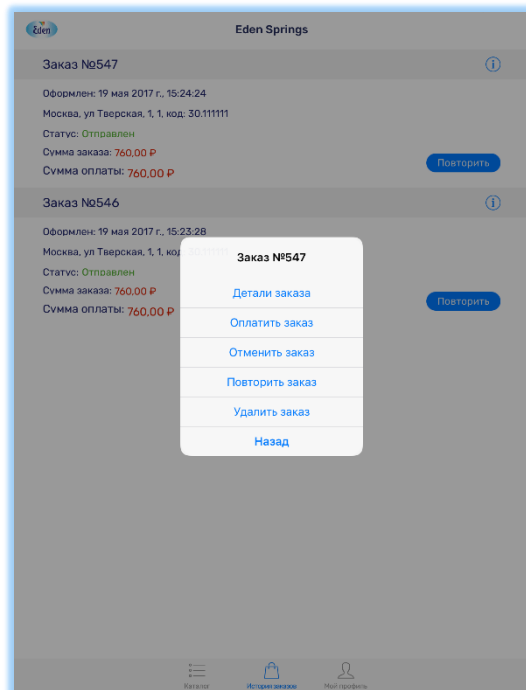 Eden
Eden Springs
Заказ №547
Оформлен: 19 мая 2017 г., 15:24:24
Москва, ул Тверская, 1, 1, код: 30.111111
Статус: Отправлен
Сумма заказа: 760,00 ₽
Сумма оплаты: 760,00 ₽
Повторить
Заказ №546
Оформлен: 19 мая 2017 г., 15:23:28
Москва, ул Тверская, 1, 1, код: 30.111111
Статус: Отправлен
Сумма заказа: 760,00 ₽
Сумма оплаты: 760,00 ₽
Повторить
Заказ №547
Детали заказа
Оплатить заказ
Отменить заказ
Повторить заказ
Удалить заказ
Назад
Каталог
История заказов
Мой профиль